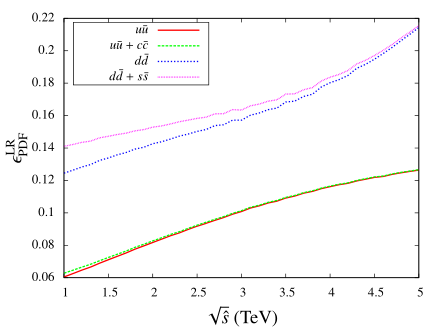 0.22
0.2
0.18
0.16
0.14
0.12
0.1
0.08
0.06
ϵ^LR_PDF
uū
uū + cc̄
dd̄
dd̄ + ss̄
1 1.5 2 2.5 3 3.5 4 4.5 5
√ŝ (TeV)